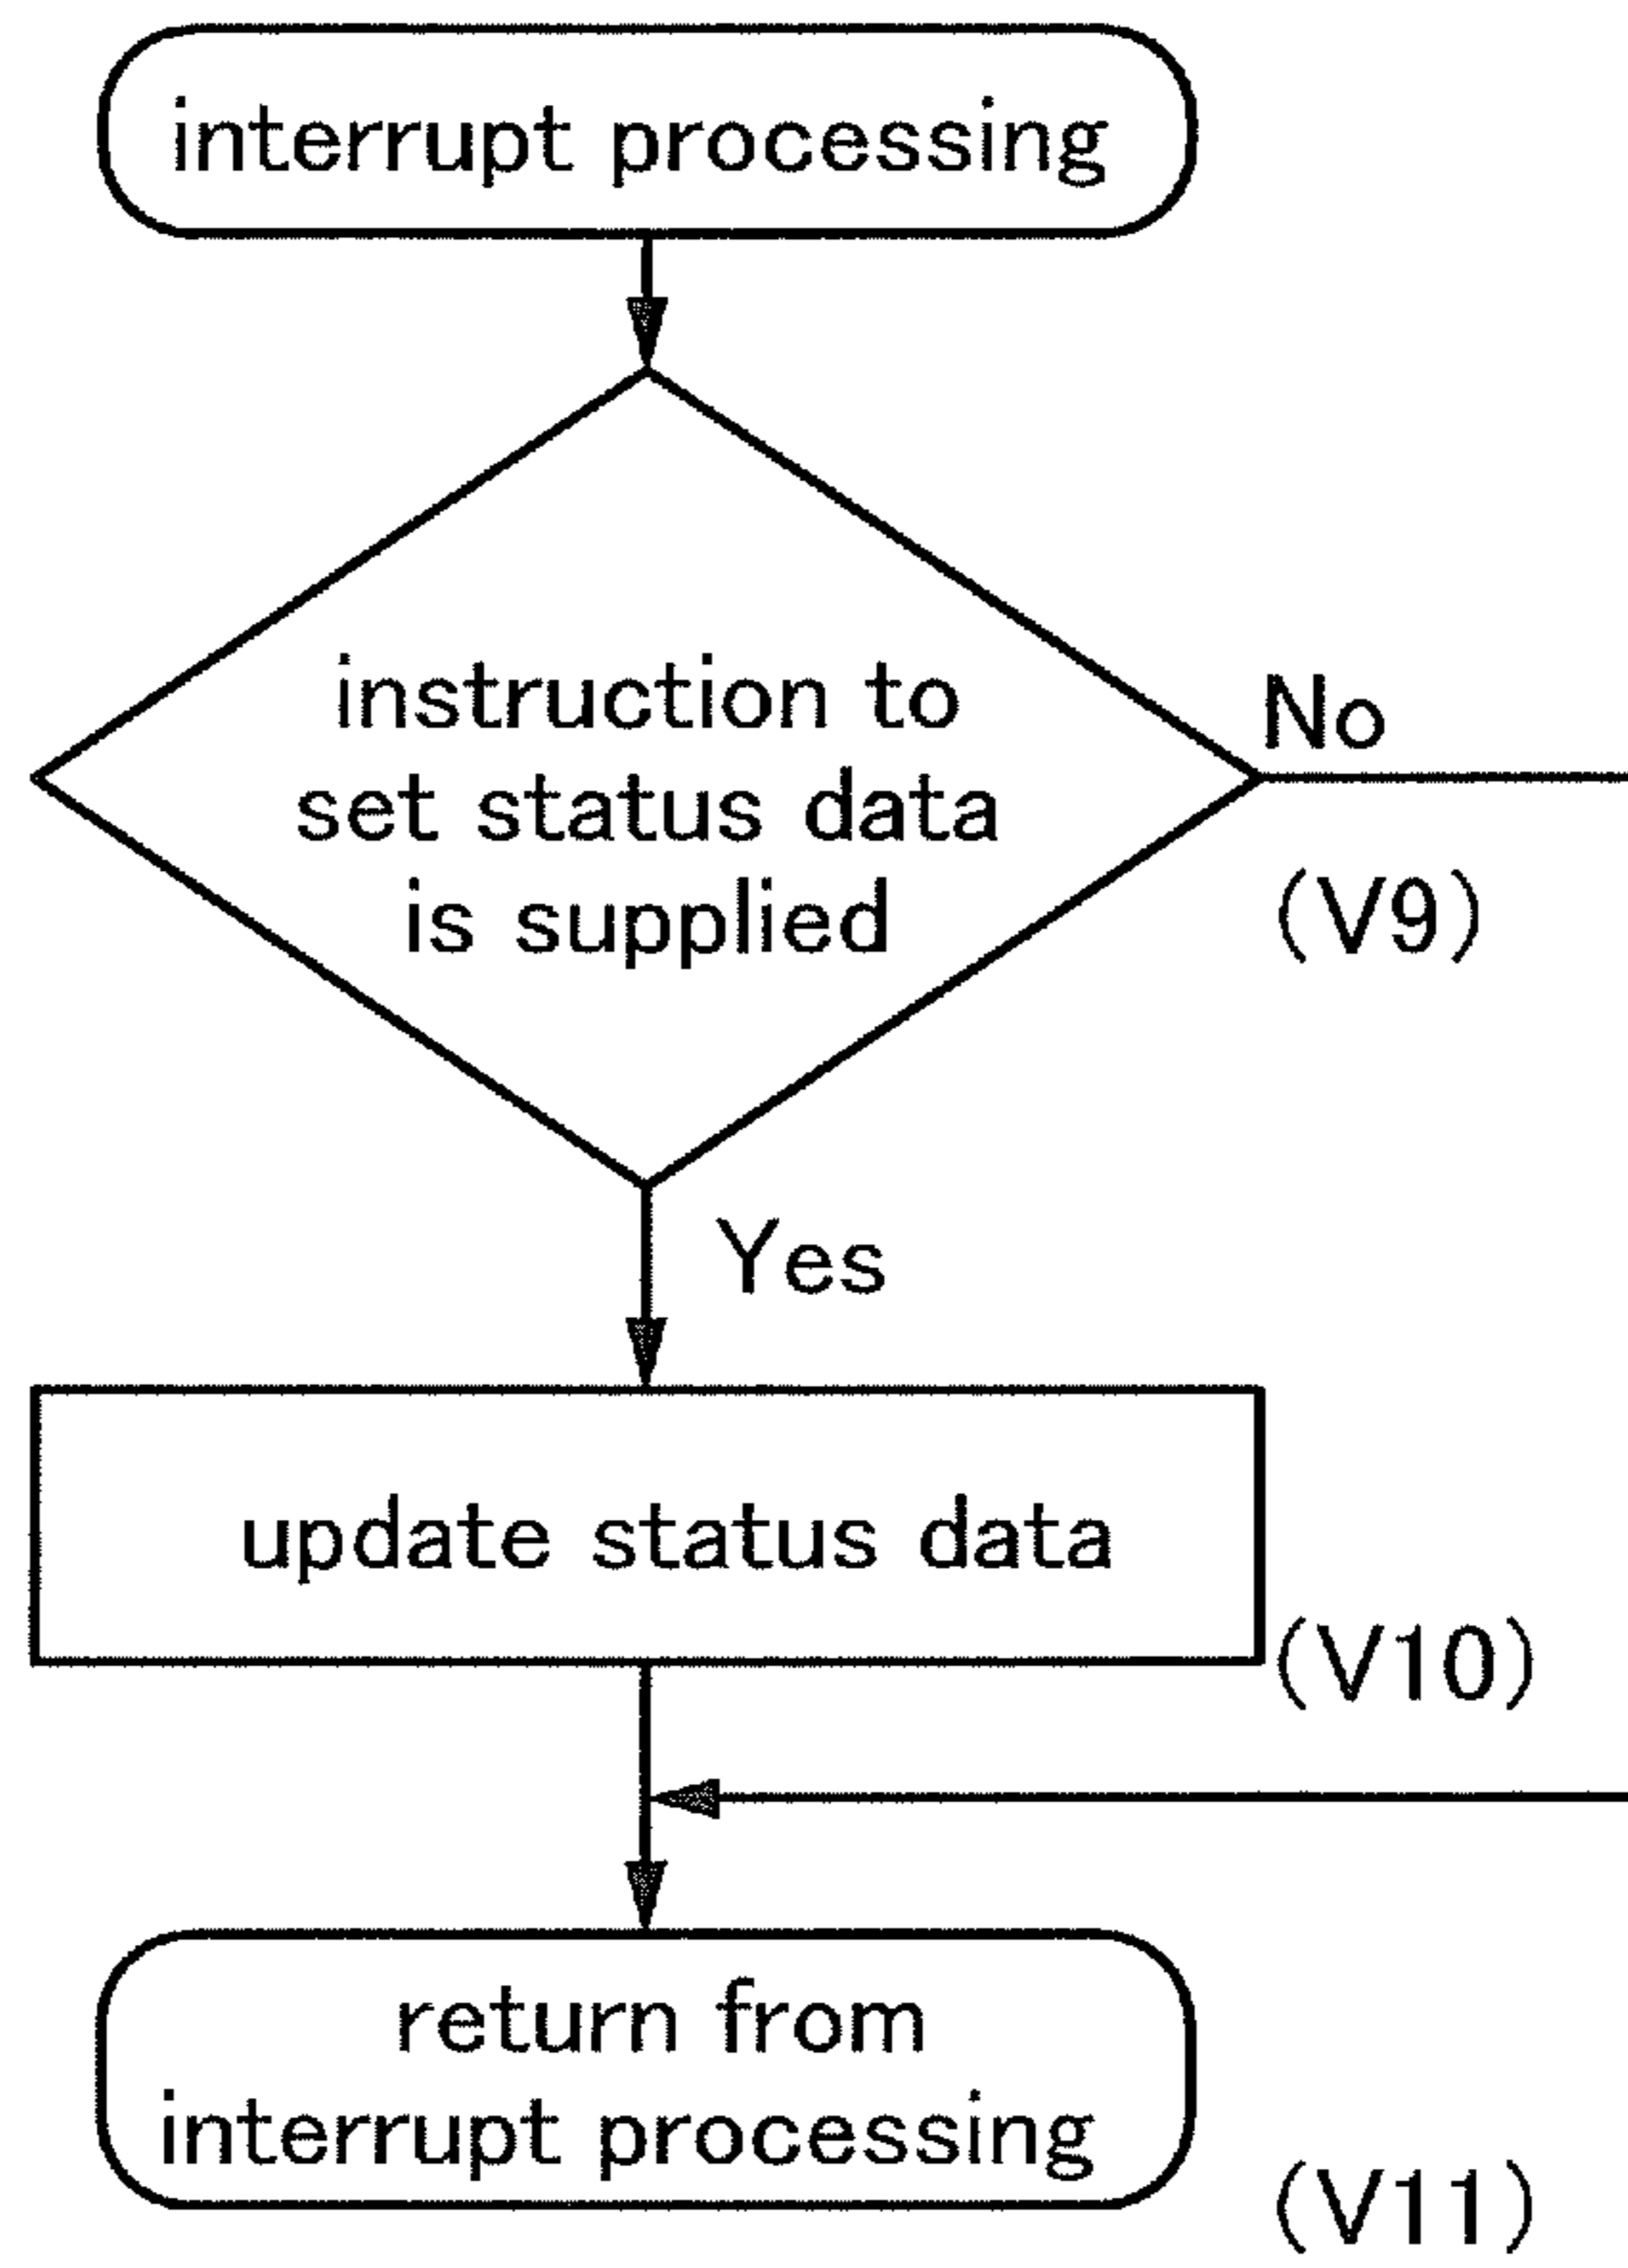 interrupt processing
instruction to
set status data
is supplied
No
(V9)
Yes
update status data
(V10)
return from
interrupt processing
(V11)